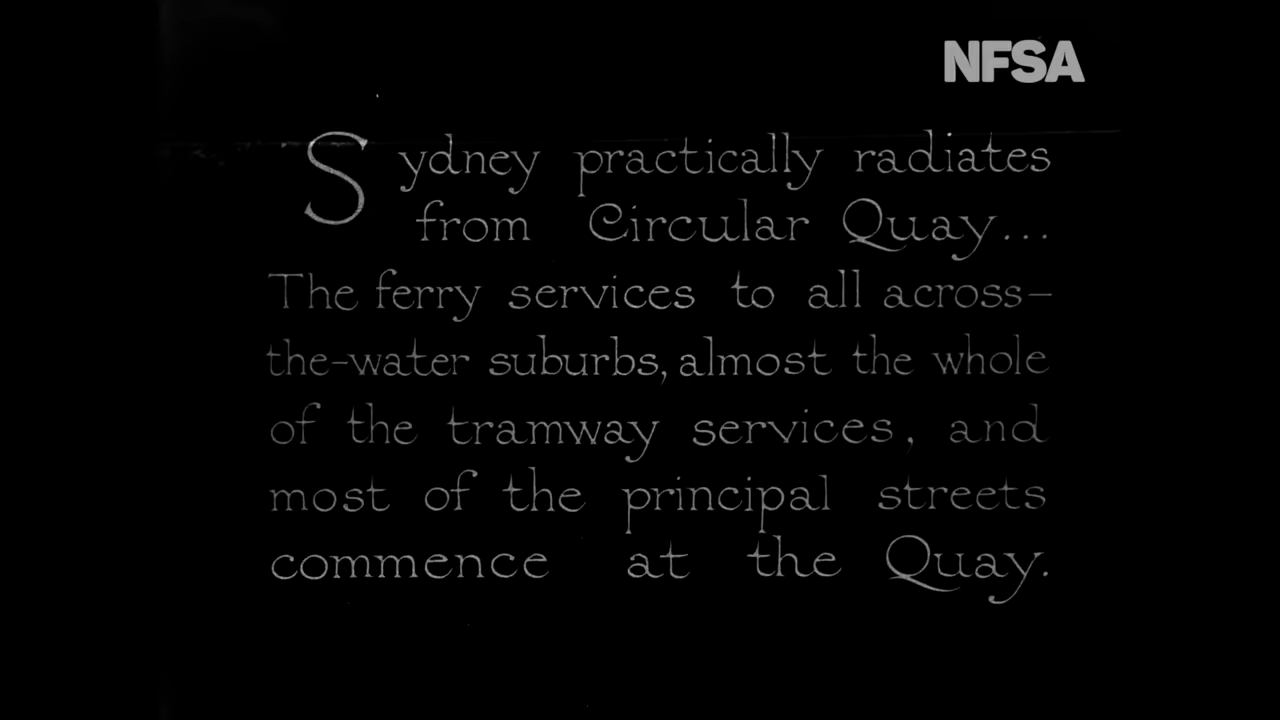 NFSA
Sydney practically radiates
from Circular Quay...
The ferry services to all across-
the-water suburbs, almost the whole
of the tramway services, and
most of the principal streets
commence at the Quay.